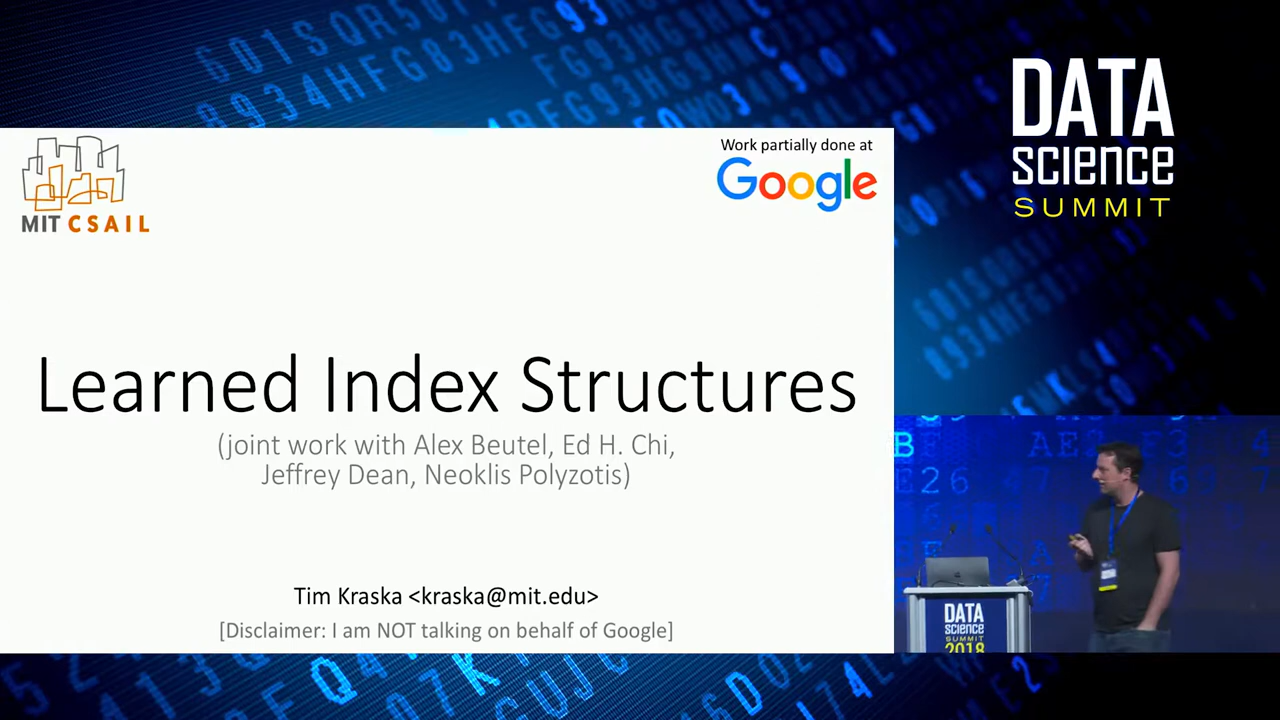 DATA
SCIENCE
SUMMIT
Work partially done at
Google
MIT CSAIL
Learned Index Structures
(joint work with Alex Beutel, Ed H. Chi,
Jeffrey Dean, Neoklis Polyzotis)
Tim Kraska <kraska@mit.edu>
[Disclaimer: I am NOT talking on behalf of Google]
DATA
SCIENCE
SUMMIT
2018